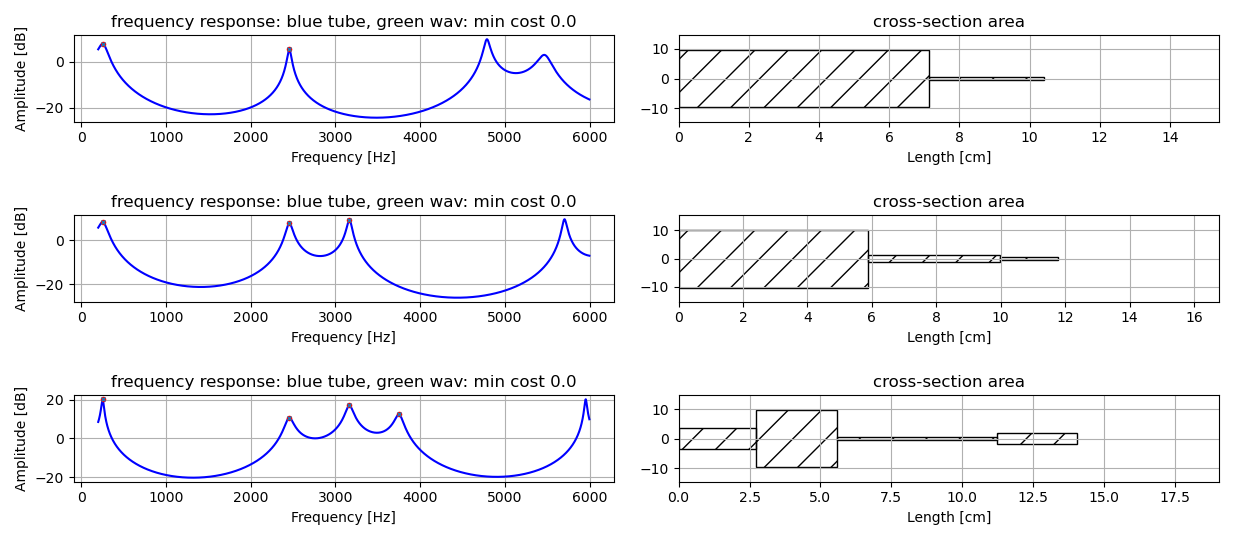 frequency response: blue tube, green wav: min cost 0.0
Amplitude [dB]
0
−20
0 1000 2000 3000 4000 5000 6000
Frequency [Hz]
cross-section area
10
0
−10
0 2 4 6 8 10 12 14
Length [cm]
frequency response: blue tube, green wav: min cost 0.0
Amplitude [dB]
0
−20
0 1000 2000 3000 4000 5000 6000
Frequency [Hz]
cross-section area
10
0
−10
0 2 4 6 8 10 12 14 16
Length [cm]
frequency response: blue tube, green wav: min cost 0.0
Amplitude [dB]
20
0
−20
0 1000 2000 3000 4000 5000 6000
Frequency [Hz]
cross-section area
10
0
−10
0.0 2.5 5.0 7.5 10.0 12.5 15.0 17.5
Length [cm]